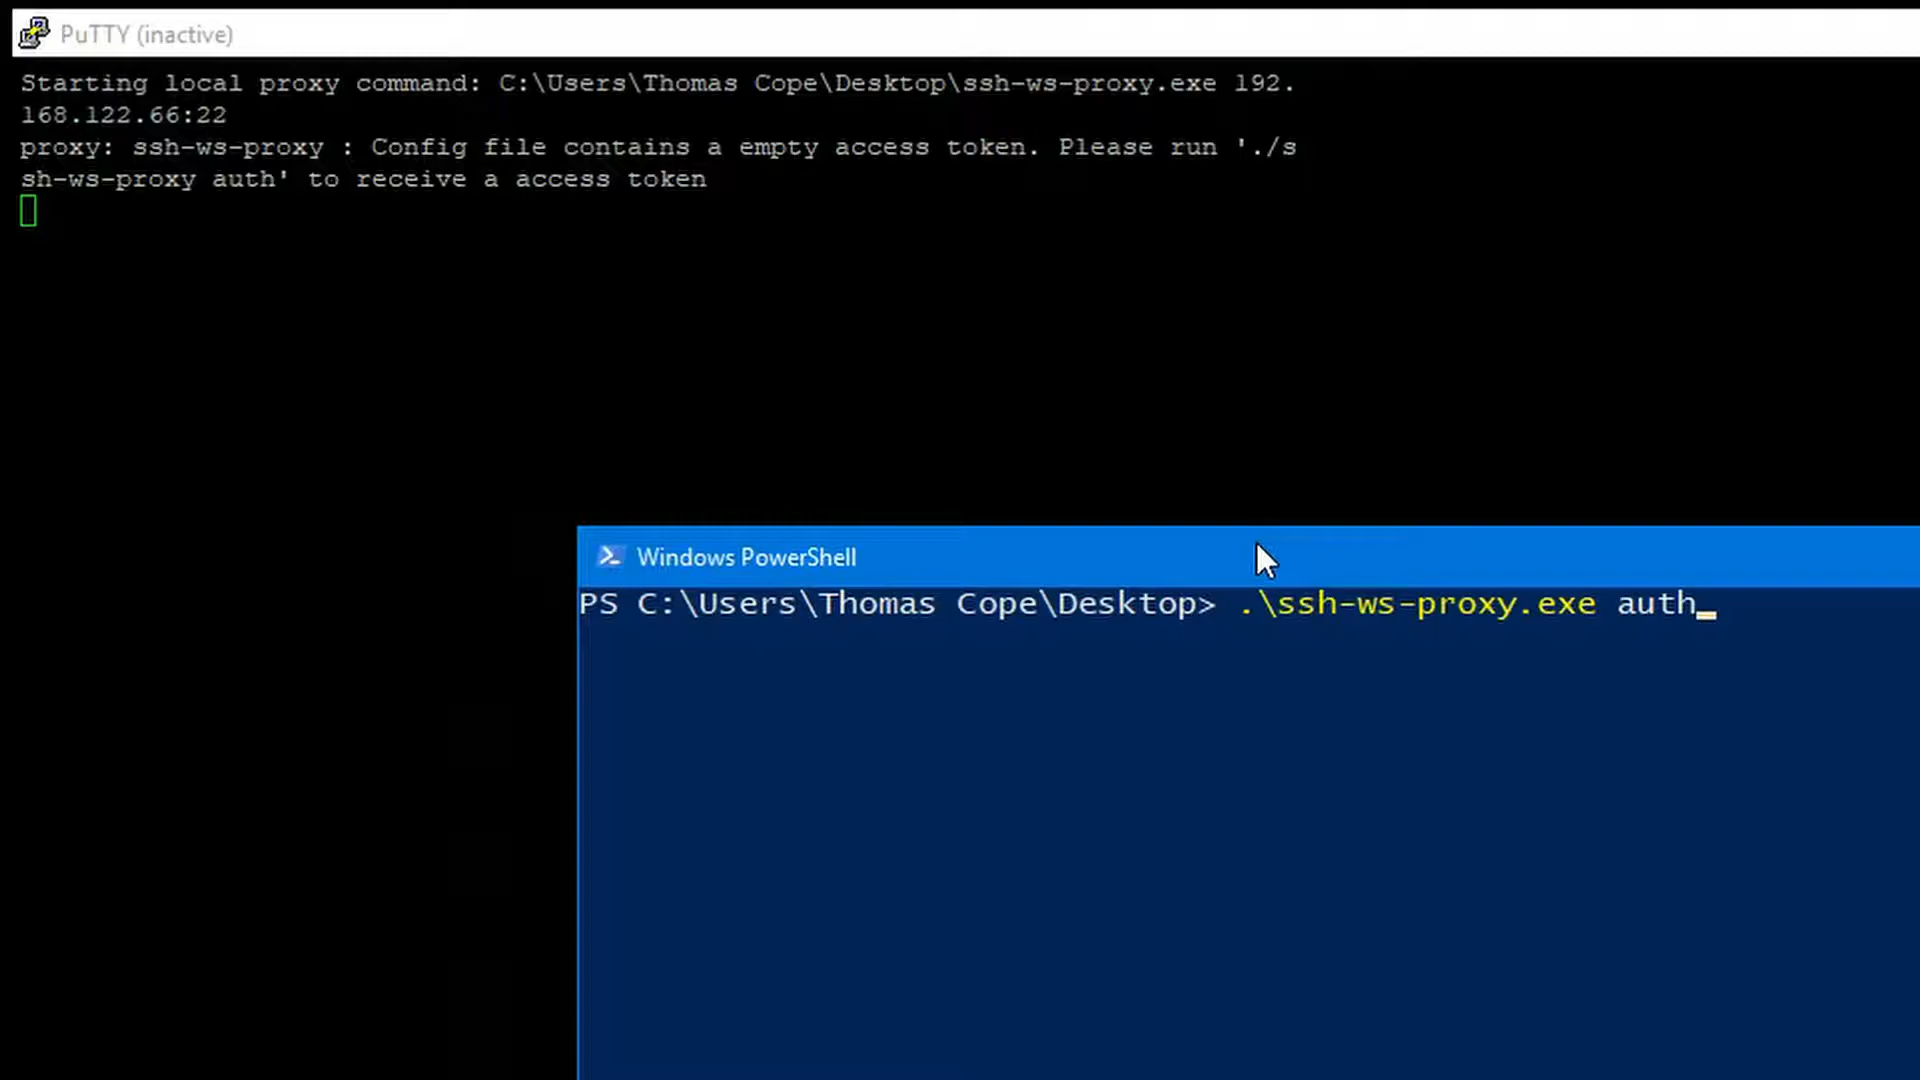 PuTTY (inactive)
Starting local proxy command: C:\Users\Thomas Cope\Desktop\ssh-ws-proxy.exe 192.
168.122.66:22
proxy: ssh-ws-proxy : Config file contains a empty access token. Please run './s
sh-ws-proxy auth' to receive a access token
Windows PowerShell
PS C:\Users\Thomas Cope\Desktop> .\ssh-ws-proxy.exe auth